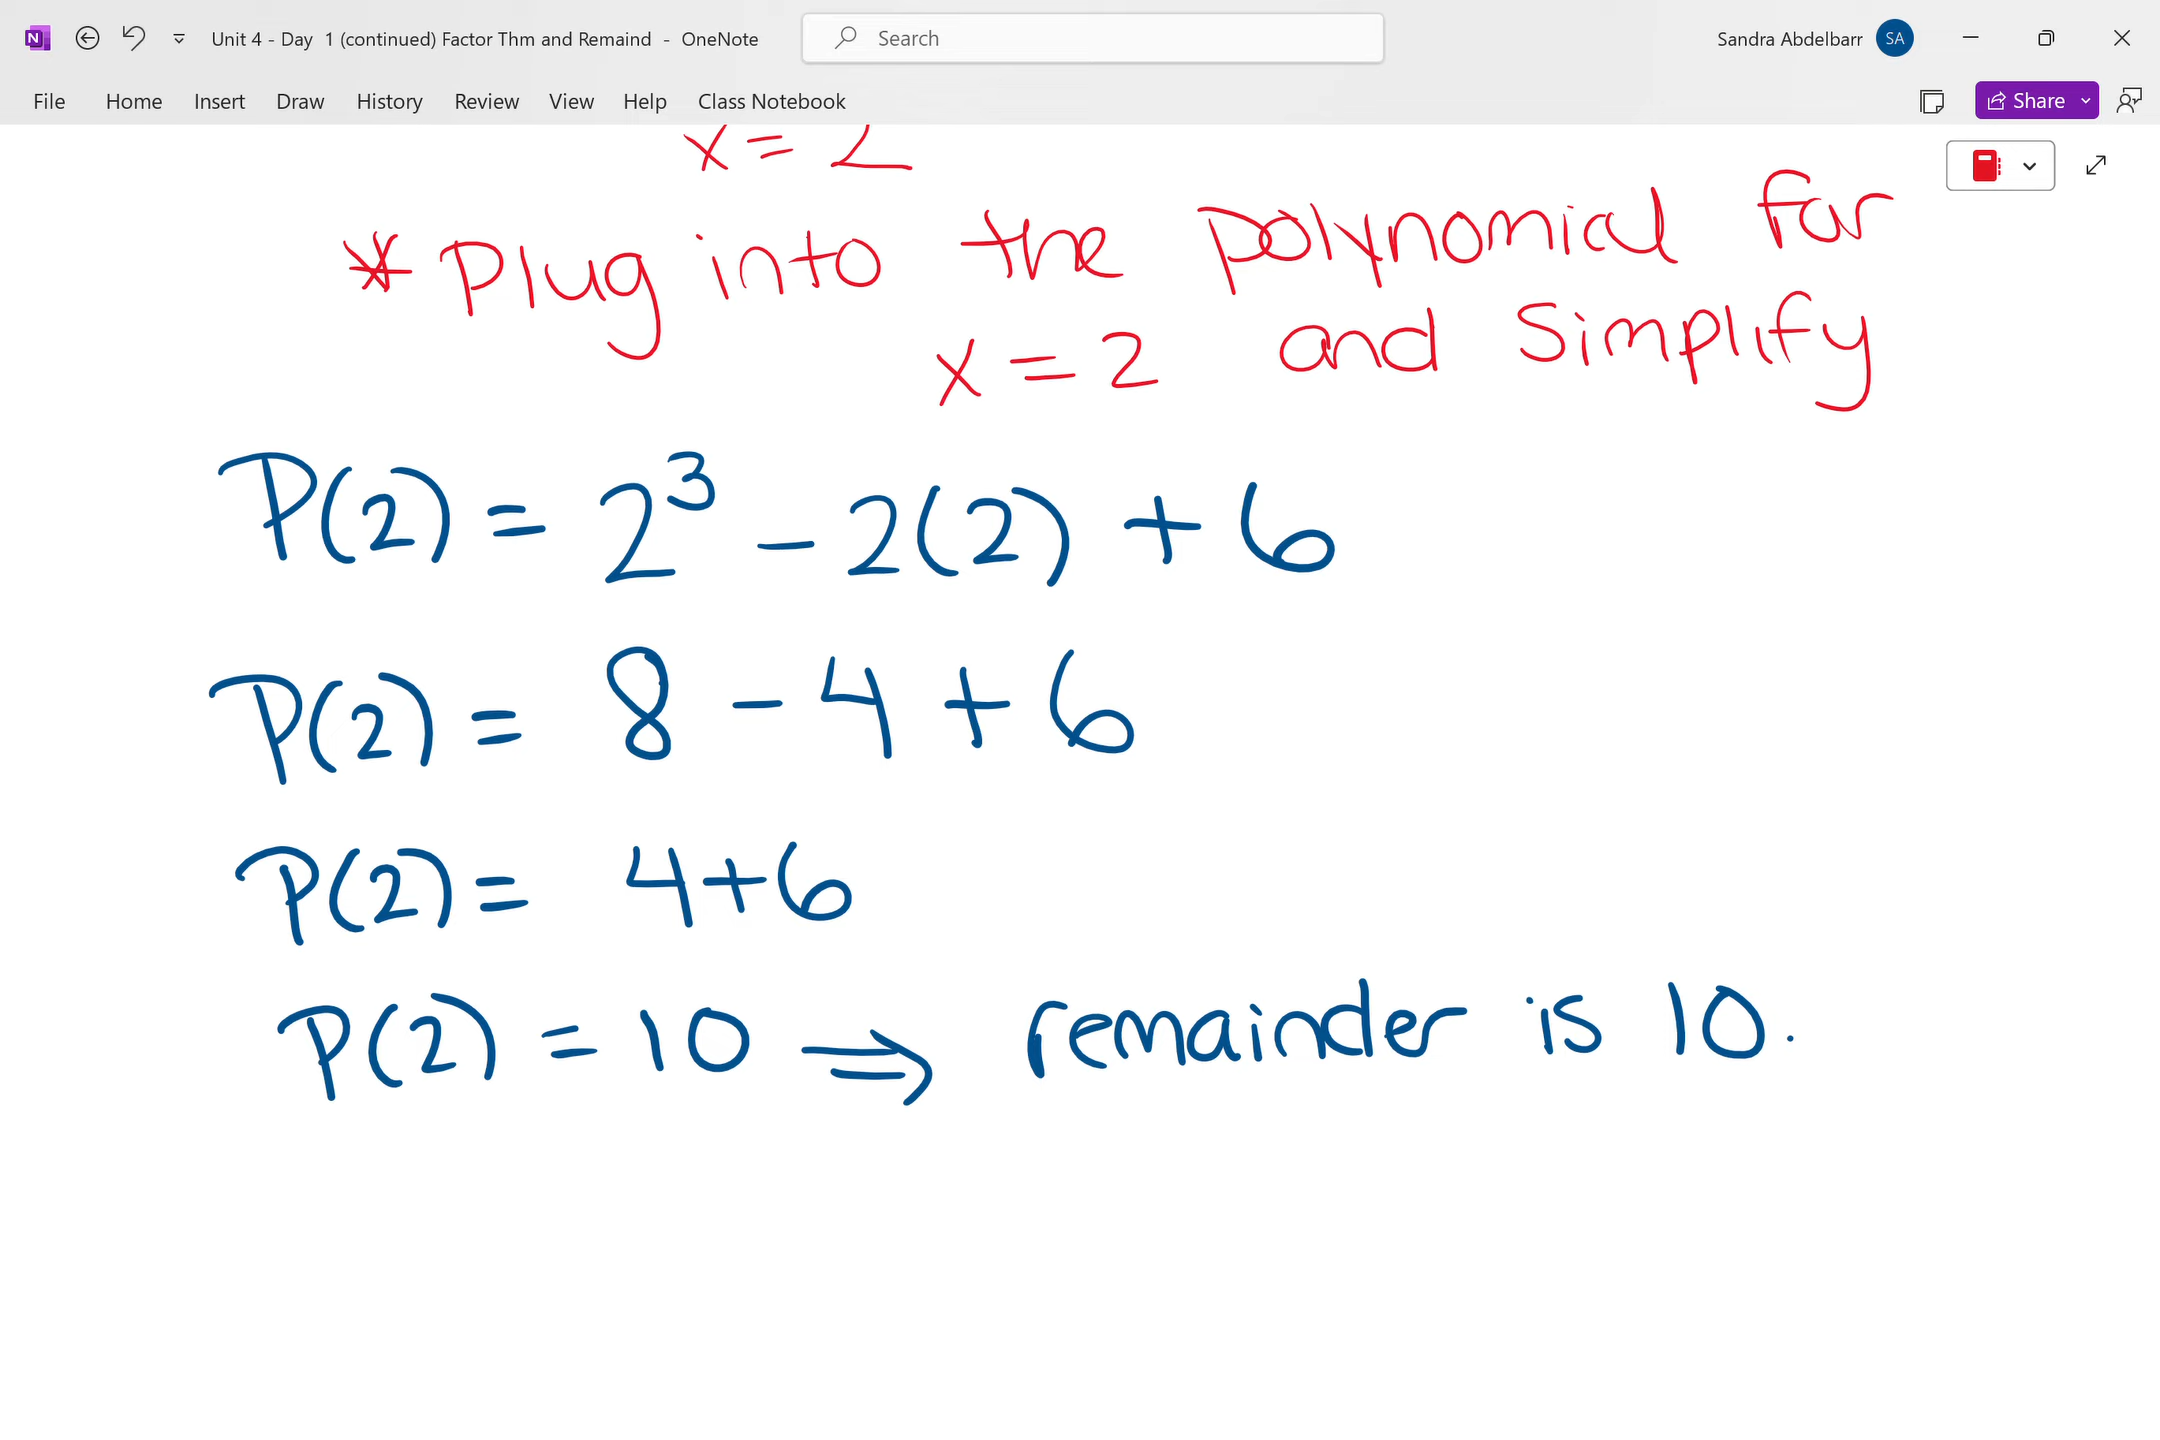 Unit 4 - Day 1 (continued) Factor Thm and Remaind - OneNote
Search
Sandra Abdelbarr SA
File Home Insert Draw History Review View Help Class Notebook Share
x = 2
* Plug into the polynomial for
x = 2 and simplify
P(2) = 2³ - 2(2) + 6
P(2) = 8 - 4 + 6
P(2) = 4+6
P(2) = 10 ⇒ remainder is 10.